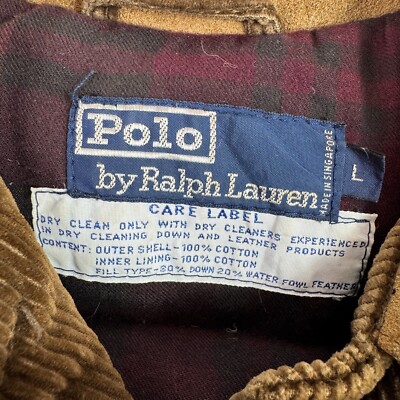 Polo
by Ralph Lauren
MADE IN SINGAPORE
L
CARE LABEL
DRY CLEAN ONLY WITH DRY CLEANERS EXPERIENCED
IN DRY CLEANING DOWN AND LEATHER PRODUCTS
CONTENT: OUTER SHELL-100% COTTON
INNER LINING-100% COTTON
FILL TYPE-80% DOWN 20% WATER FOWL FEATHER